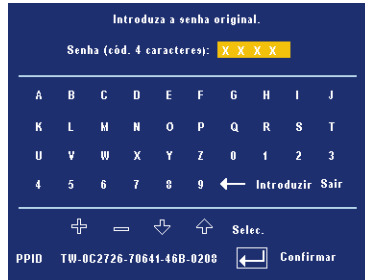 Introduza a senha original.
Senha (cód. 4 caracteres): X X X X
A B C D E F G H I J
K L M N O P Q R S T
U V W X Y Z 0 1 2 3
4 5 6 7 8 9 ← Introduzir Sair
Selec.
PPID TW-0C2726-70641-46B-0208 Confirmar